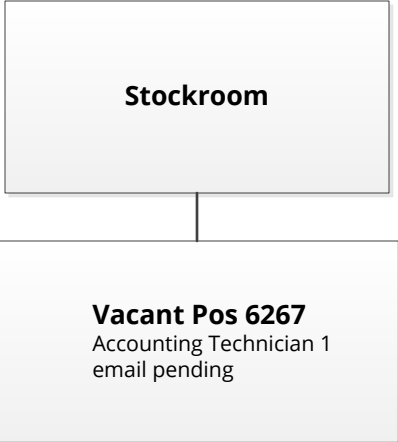 Stockroom
Vacant Pos 6267
Accounting Technician 1
email pending